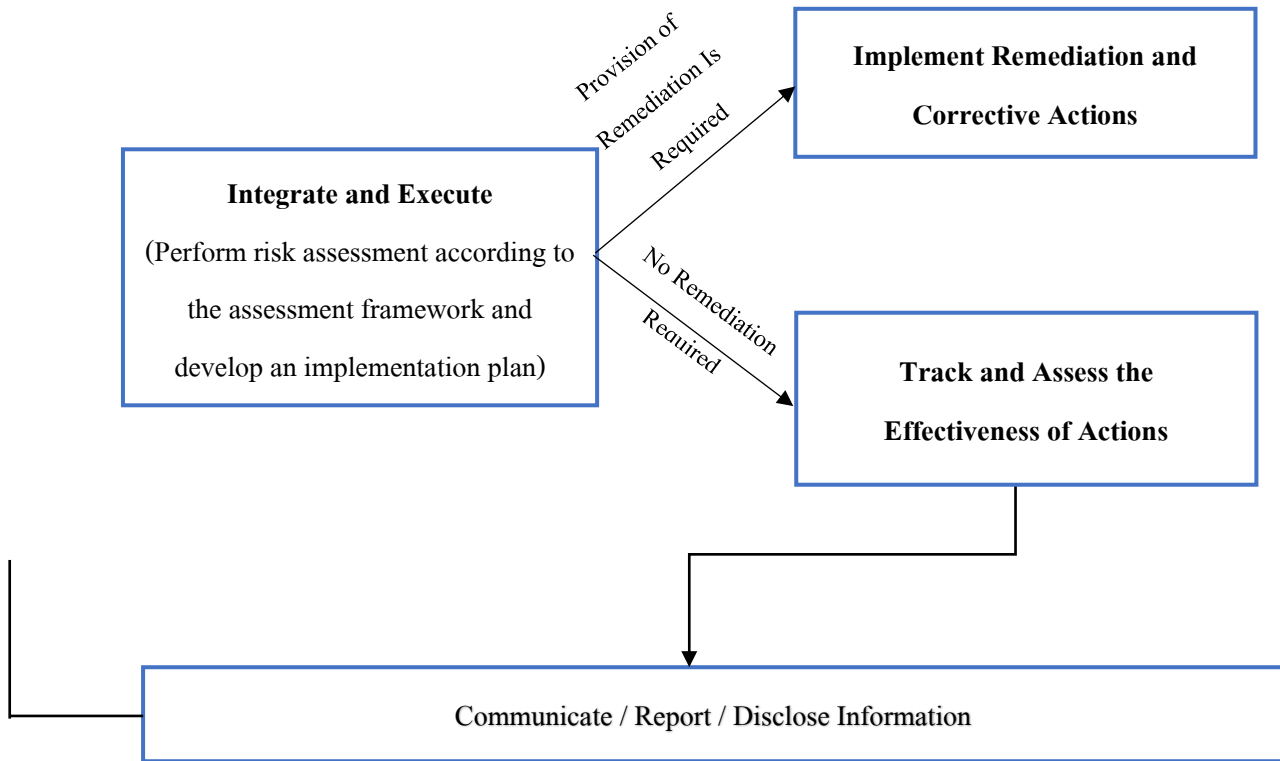 Provision of
Remediation Is
Required
Implement Remediation and
Corrective Actions
Integrate and Execute
(Perform risk assessment according to
the assessment framework and
develop an implementation plan)
No Remediation
Required
Track and Assess the
Effectiveness of Actions
Communicate / Report / Disclose Information